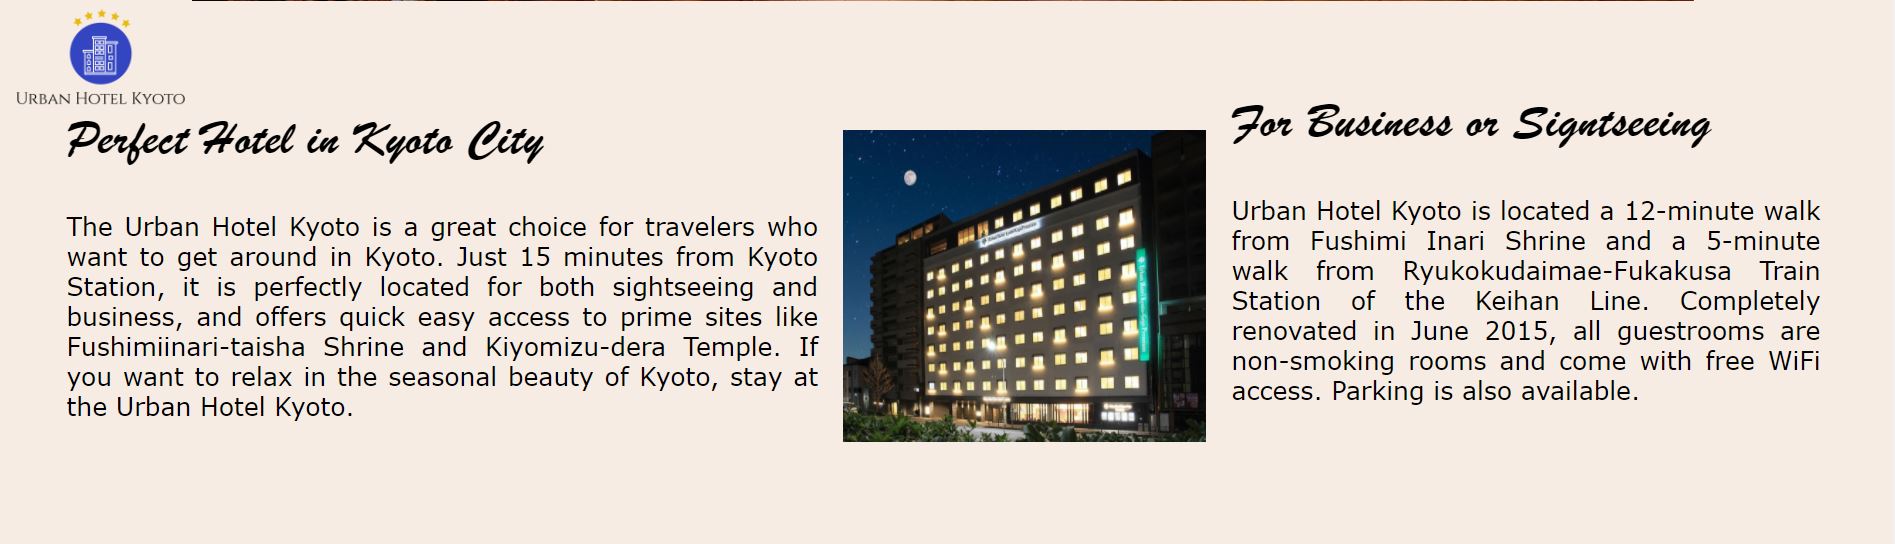 URBAN HOTEL KYOTO
Perfect Hotel in Kyoto City
The Urban Hotel Kyoto is a great choice for travelers who
want to get around in Kyoto. Just 15 minutes from Kyoto
Station, it is perfectly located for both sightseeing and
business, and offers quick easy access to prime sites like
Fushimiinari-taisha Shrine and Kiyomizu-dera Temple. If
you want to relax in the seasonal beauty of Kyoto, stay at
the Urban Hotel Kyoto.
For Business or Signtseeing
Urban Hotel Kyoto is located a 12-minute walk
from Fushimi Inari Shrine and a 5-minute
walk from Ryukokudaimae-Fukakusa Train
Station of the Keihan Line. Completely
renovated in June 2015, all guestrooms are
non-smoking rooms and come with free WiFi
access. Parking is also available.